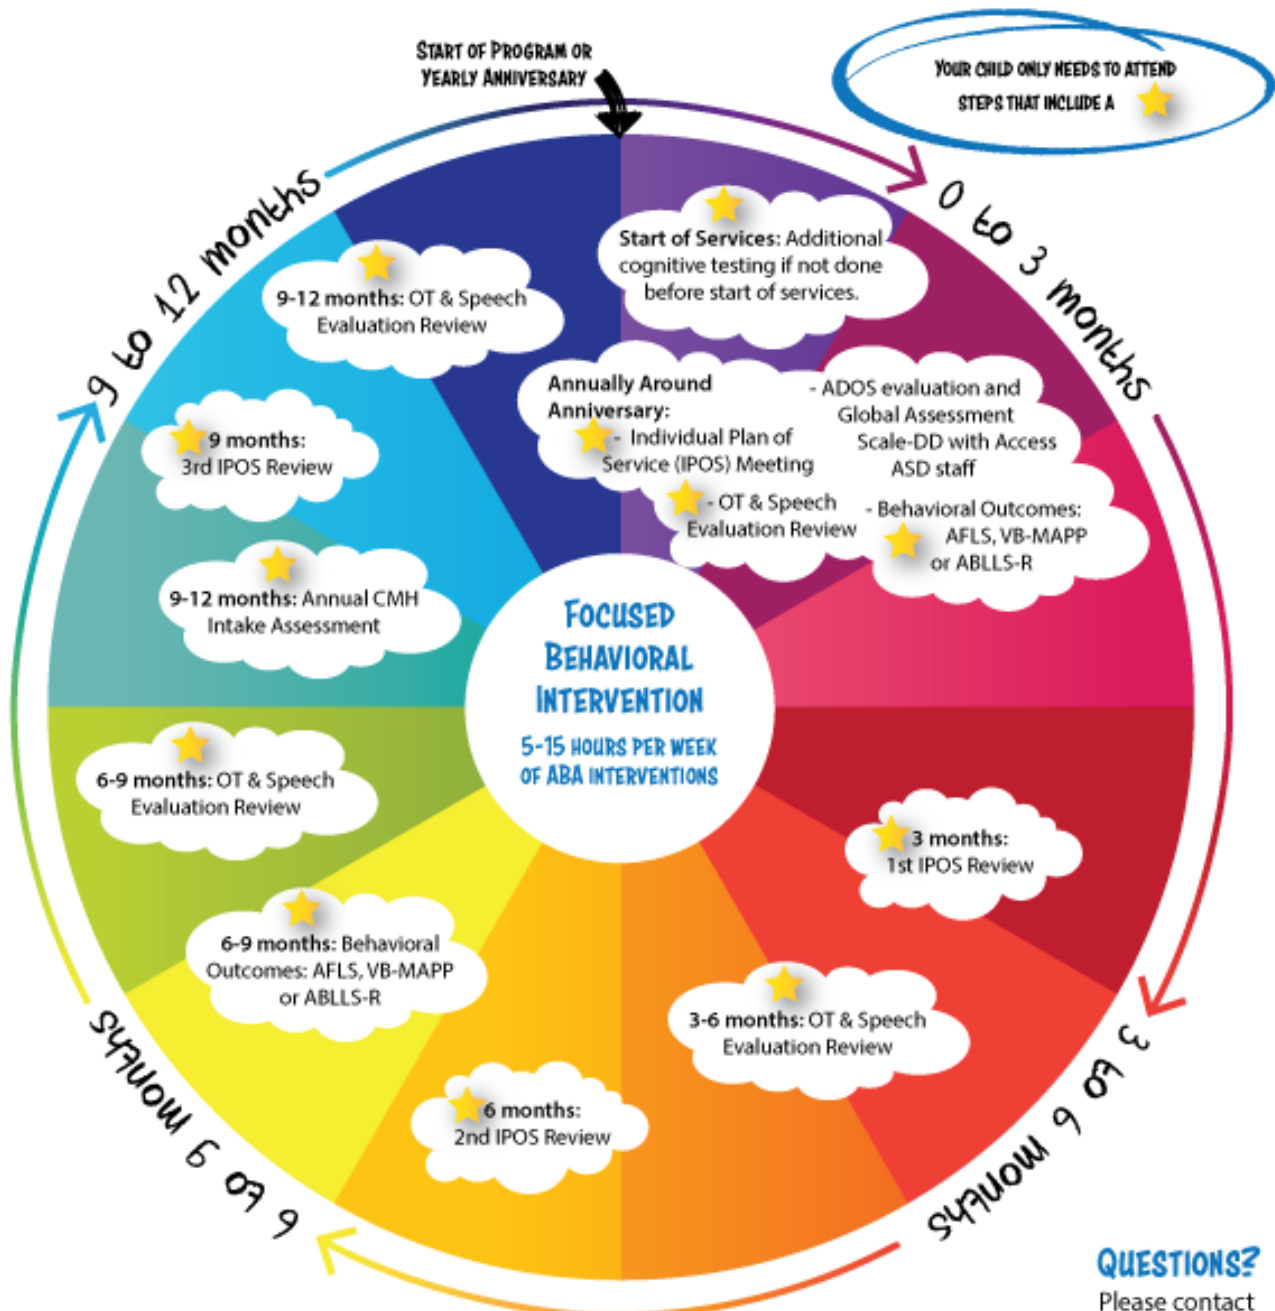 START OF PROGRAM OR
YEARLY ANNIVERSARY
YOUR CHILD ONLY NEEDS TO ATTEND
STEPS THAT INCLUDE A
0 to 3 months
Start of Services: Additional
cognitive testing if not done
before start of services.
Annually Around
Anniversary:
- Individual Plan of
Service (IPOS) Meeting
- OT & Speech
Evaluation Review
- ADOS evaluation and
Global Assessment
Scale-DD with Access
ASD staff
- Behavioral Outcomes:
AFLS, VB-MAPP
or ABLLS-R
3 to 6 months
3 months:
1st IPOS Review
3-6 months: OT & Speech
Evaluation Review
6 to 9 months
6 months:
2nd IPOS Review
6-9 months: Behavioral
Outcomes: AFLS, VB-MAPP
or ABLLS-R
6-9 months: OT & Speech
Evaluation Review
9 to 12 months
9-12 months: Annual CMH
Intake Assessment
9 months:
3rd IPOS Review
9-12 months: OT & Speech
Evaluation Review
FOCUSED
BEHAVIORAL
INTERVENTION
5-15 HOURS PER WEEK
OF ABA INTERVENTIONS
QUESTIONS?
Please contact